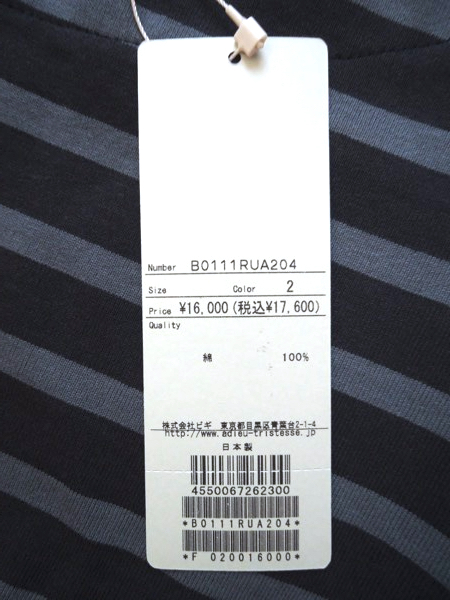 Number B0111RUA204
Size Color 2
Price ¥16,000(税込¥17,600)
Quality
綿 100%
株式会社ビギ 東京都目黒区青葉台2-1-4
http://www.adieu-tristesse.jp
日本製
4550067262300
*B0111RUA204*
*F 020016000*